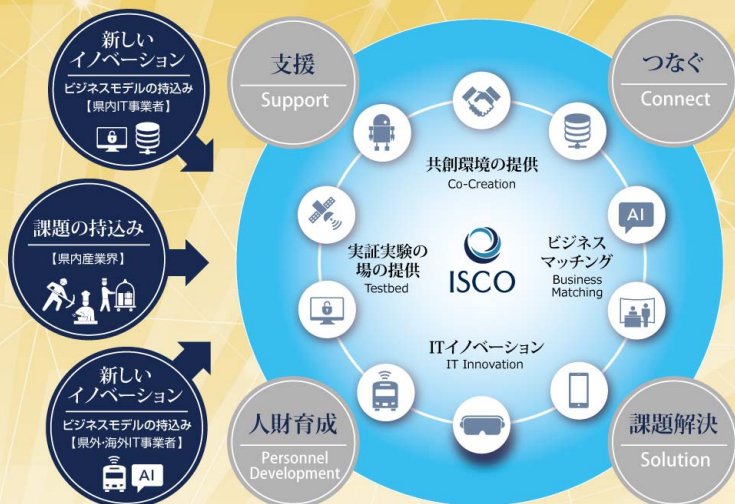 新しい
イノベーション
ビジネスモデルの持込み
【県内IT事業者】
課題の持込み
【県内産業界】
新しい
イノベーション
ビジネスモデルの持込み
【県外・海外IT事業者】
AI
支援
Support
つなぐ
Connect
共創環境の提供
Co-Creation
AI
実証実験の
場の提供
Testbed
ISCO
ビジネス
マッチング
Business
Matching
ITイノベーション
IT Innovation
人財育成
Personnel
Development
課題解決
Solution